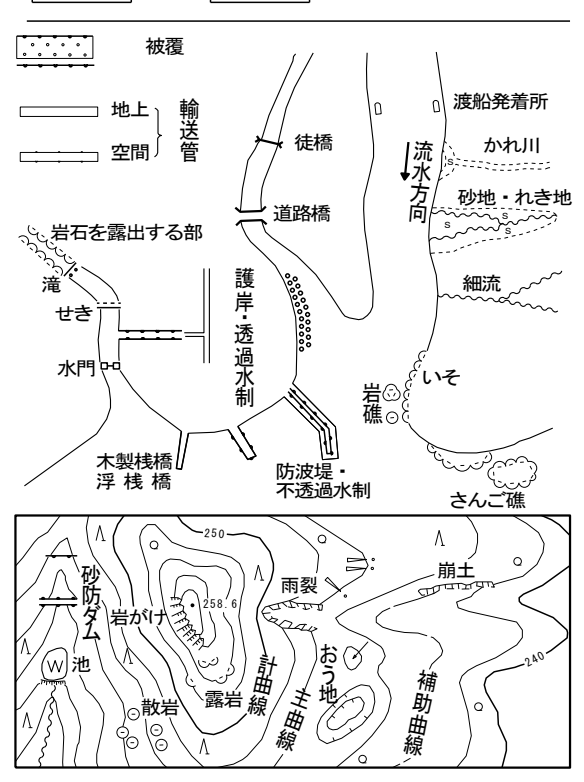 被覆
地上
空間
輸送管
徒橋
道路橋
渡船発着所
かれ川
流水方向
砂地・れき地
s
s
s
細流
岩石を露出する部
滝
せき
水門
護岸・透過水制
いそ
岩礁
木製桟橋
浮桟橋
防波堤・
不透過水制
さんご礁
250
砂防ダム
岩がけ
258.6
雨裂
崩土
池
W
散岩
露岩
計曲線
主曲線
おう地
補助曲線
240